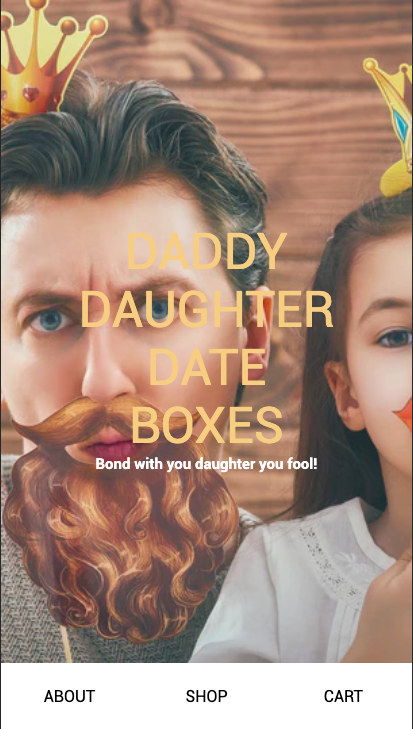 DADDY
DAUGHTER
DATE
BOXES
Bond with you daughter you fool!
ABOUT SHOP CART